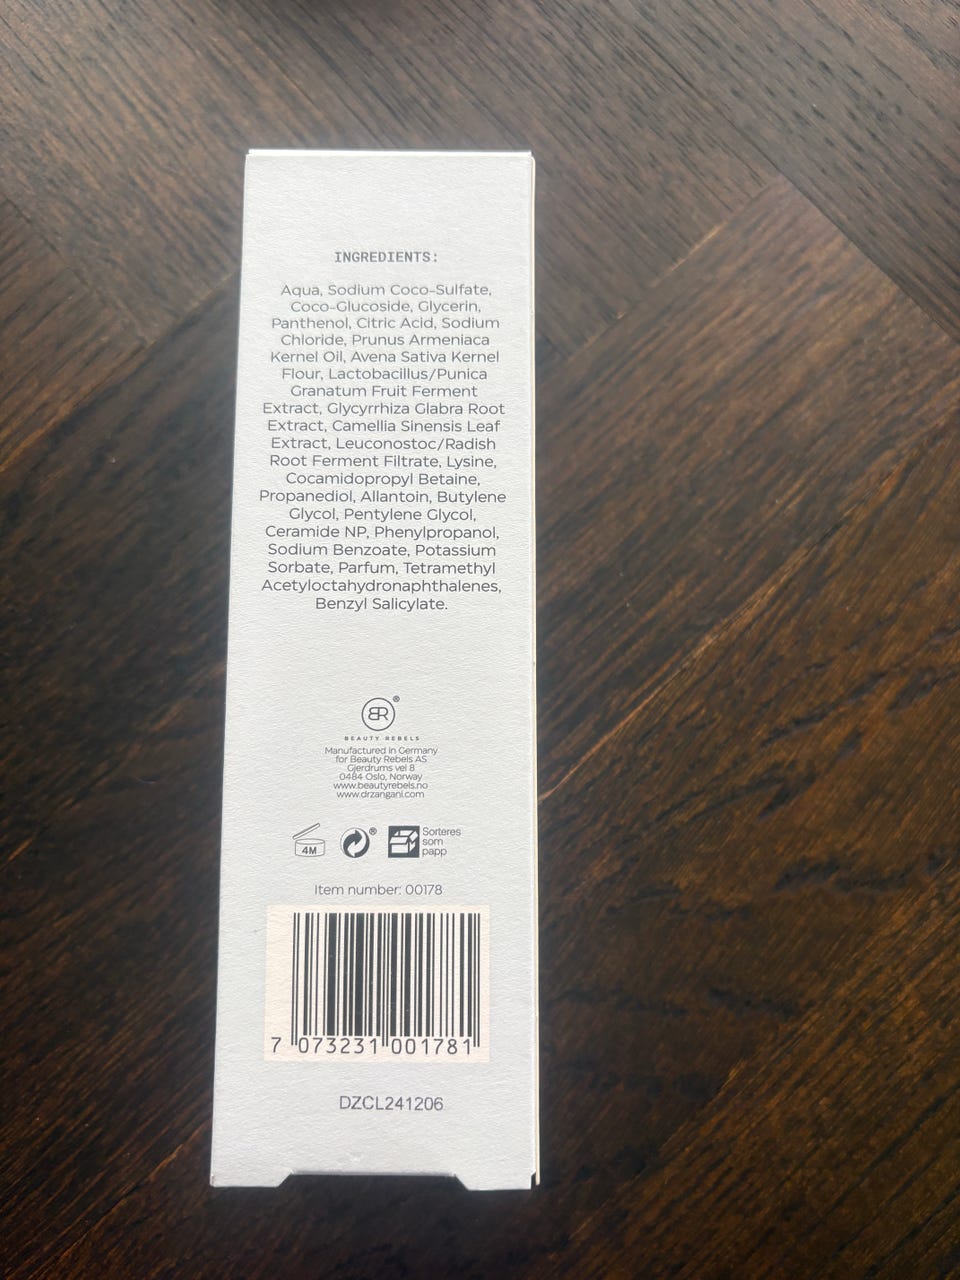 INGREDIENTS:
Aqua, Sodium Coco-Sulfate,
Coco-Glucoside, Glycerin,
Panthenol, Citric Acid, Sodium
Chloride, Prunus Armeniaca
Kernel Oil, Avena Sativa Kernel
Flour, Lactobacillus/Punica
Granatum Fruit Ferment
Extract, Glycyrrhiza Glabra Root
Extract, Camellia Sinensis Leaf
Extract, Leuconostoc/Radish
Root Ferment Filtrate, Lysine,
Cocamidopropyl Betaine,
Propanediol, Allantoin, Butylene
Glycol, Pentylene Glycol,
Ceramide NP, Phenylpropanol,
Sodium Benzoate, Potassium
Sorbate, Parfum, Tetramethyl
Acetyloctahydronaphthalenes,
Benzyl Salicylate.
BR®
BEAUTY REBELS
Manufactured in Germany
for Beauty Rebels AS
Gjerdrums vei 8
0484 Oslo, Norway
www.beautyrebels.no
www.drzangani.com
4M
®
Sorteres
som
papp
Item number: 00178
7 073231 001781
DZCL241206